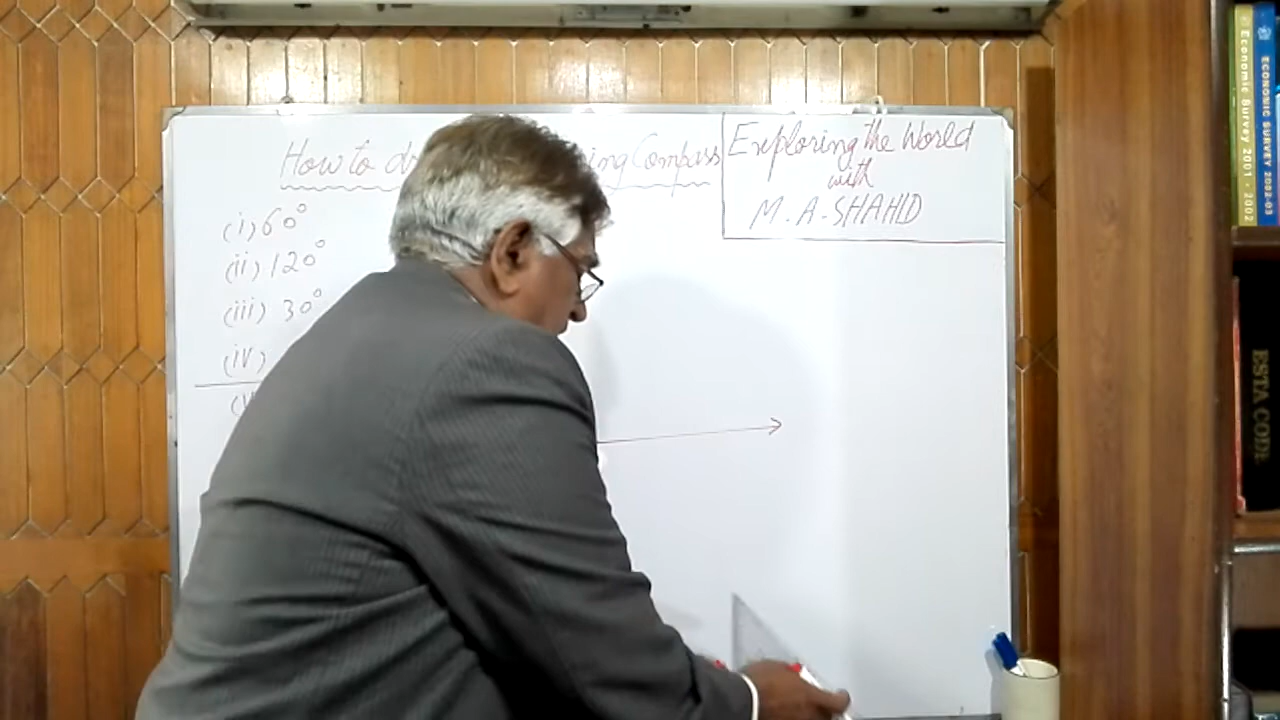 How to dr ing Compass
Exploring the World
with
M. A. SHAHID
(i) 60°
(ii) 120°
(iii) 30°
(iv)
(v
Economic Survey 2001 - 2002
ECONOMIC SURVEY 2002-03
ESTA CODE